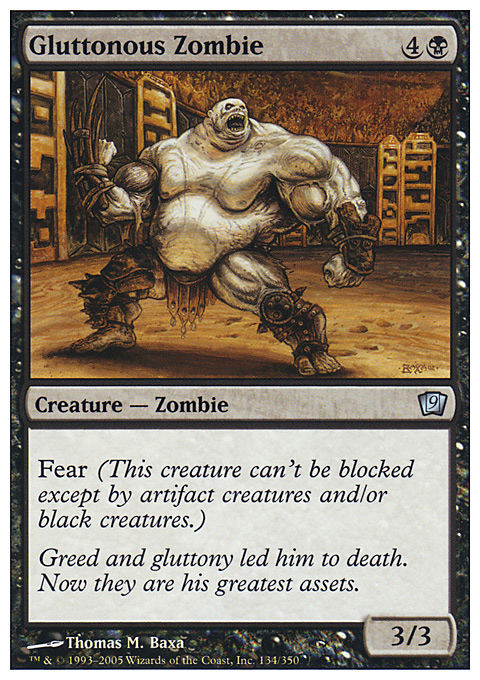 Gluttonous Zombie 4
Creature — Zombie
9
Fear (This creature can't be blocked
except by artifact creatures and/or
black creatures.)
Greed and gluttony led him to death.
Now they are his greatest assets.
3/3
Thomas M. Baxa
™ & © 1993–2005 Wizards of the Coast, Inc. 134/350